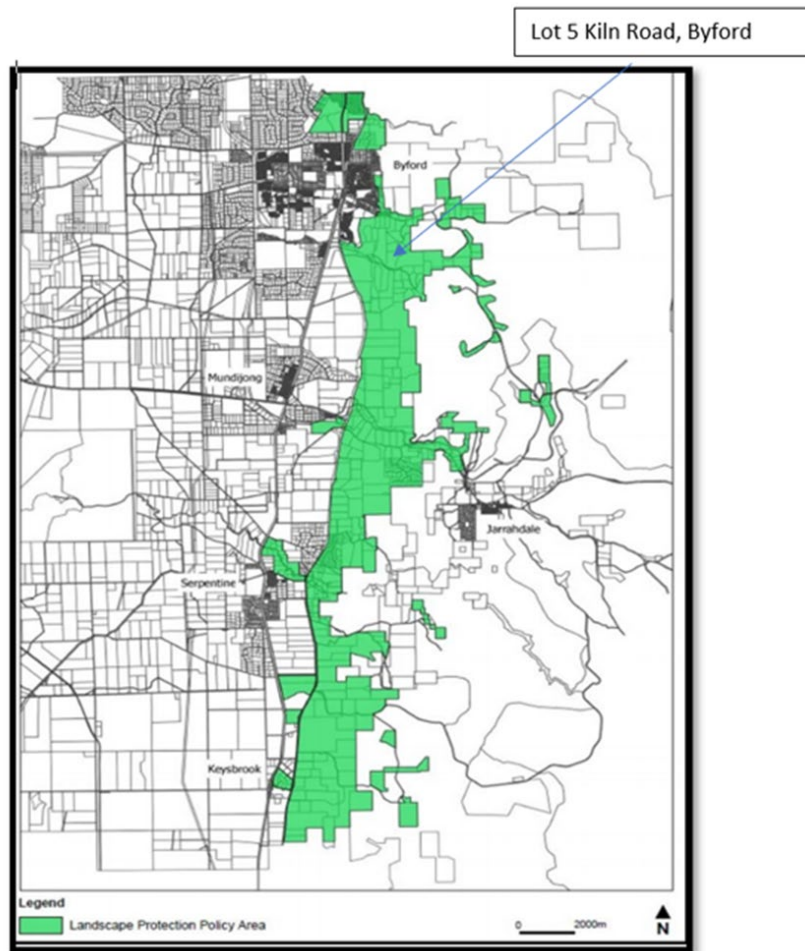 Lot 5 Kiln Road, Byford
Byford
Mundijong
Jarrahdale
Serpentine
Keysbrook
Legend
Landscape Protection Policy Area
0 2000m
N